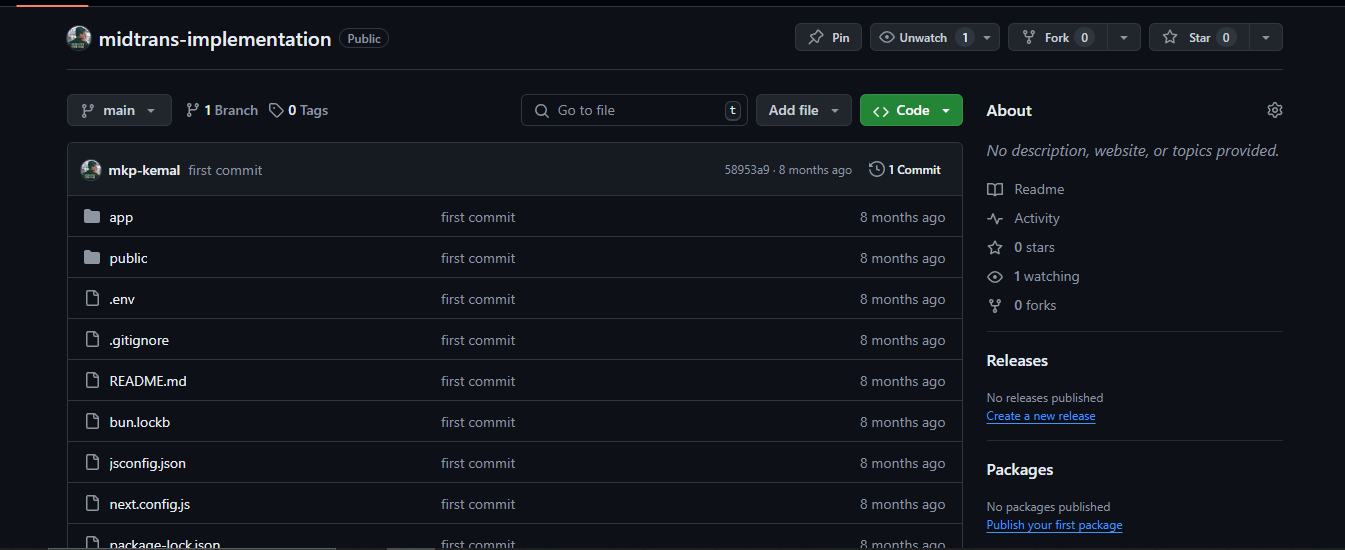 midtrans-implementation Public Pin Unwatch 1 Fork 0 Star 0
main 1 Branch 0 Tags Go to file t Add file Code
mkp-kemal first commit 58953a9 · 8 months ago 1 Commit
app first commit 8 months ago
public first commit 8 months ago
.env first commit 8 months ago
.gitignore first commit 8 months ago
README.md first commit 8 months ago
bun.lockb first commit 8 months ago
jsconfig.json first commit 8 months ago
next.config.js first commit 8 months ago
package-lock.json first commit 8 months ago
About
No description, website, or topics provided.
Readme
Activity
0 stars
1 watching
0 forks
Releases
No releases published
Create a new release
Packages
No packages published
Publish your first package